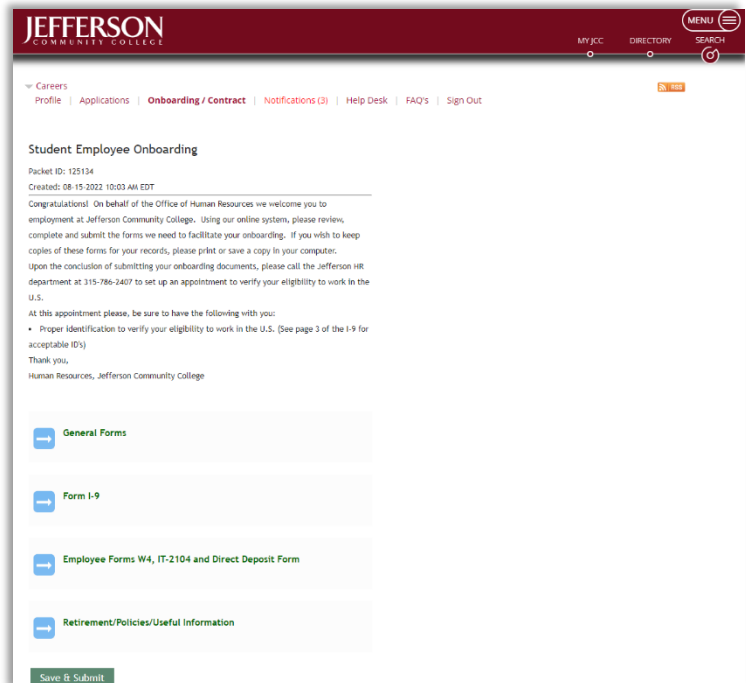 JEFFERSON
COMMUNITY COLLEGE
MENU
MY JCC DIRECTORY SEARCH
Careers
Profile | Applications | Onboarding / Contract | Notifications (3) | Help Desk | FAQ's | Sign Out
RSS
Student Employee Onboarding
Packet ID: 125134
Created: 08-15-2022 10:03 AM EDT
Congratulations! On behalf of the Office of Human Resources we welcome you to
employment at Jefferson Community College. Using our online system, please review,
complete and submit the forms we need to facilitate your onboarding. If you wish to keep
copies of these forms for your records, please print or save a copy in your computer.
Upon the conclusion of submitting your onboarding documents, please call the Jefferson HR
department at 315-786-2407 to set up an appointment to verify your eligibility to work in the
U.S.
At this appointment please, be sure to have the following with you:
• Proper identification to verify your eligibility to work in the U.S. (See page 3 of the I-9 for
acceptable ID's)
Thank you,
Human Resources, Jefferson Community College
General Forms
Form I-9
Employee Forms W4, IT-2104 and Direct Deposit Form
Retirement/Policies/Useful Information
Save & Submit